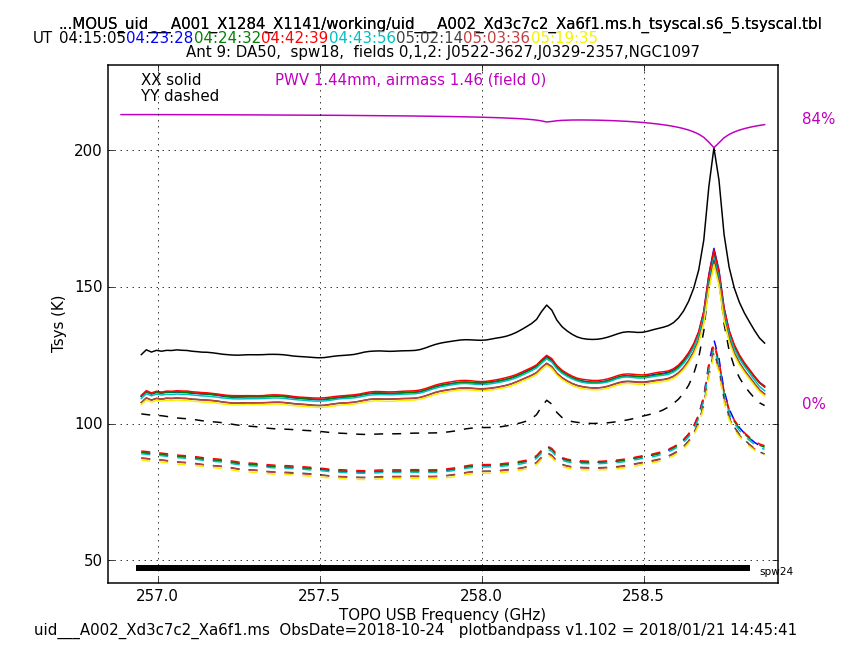 ...MOUS_uid___A001_X1284_X1141/working/uid___A002_Xd3c7c2_Xa6f1.ms.h_tsyscal.s6_5.tsyscal.tbl
UT 04:15:05 04:23:28 04:24:32 04:42:39 04:43:56 05:02:14 05:03:36 05:19:35
Ant 9: DA50, spw18, fields 0,1,2: J0522-3627,J0329-2357,NGC1097
XX solid
PWV 1.44mm, airmass 1.46 (field 0)
YY dashed
84%
200
150
Tsys (K)
0%
100
50
spw24
257.0 257.5 258.0 258.5
TOPO USB Frequency (GHz)
uid___A002_Xd3c7c2_Xa6f1.ms ObsDate=2018-10-24 plotbandpass v1.102 = 2018/01/21 14:45:41